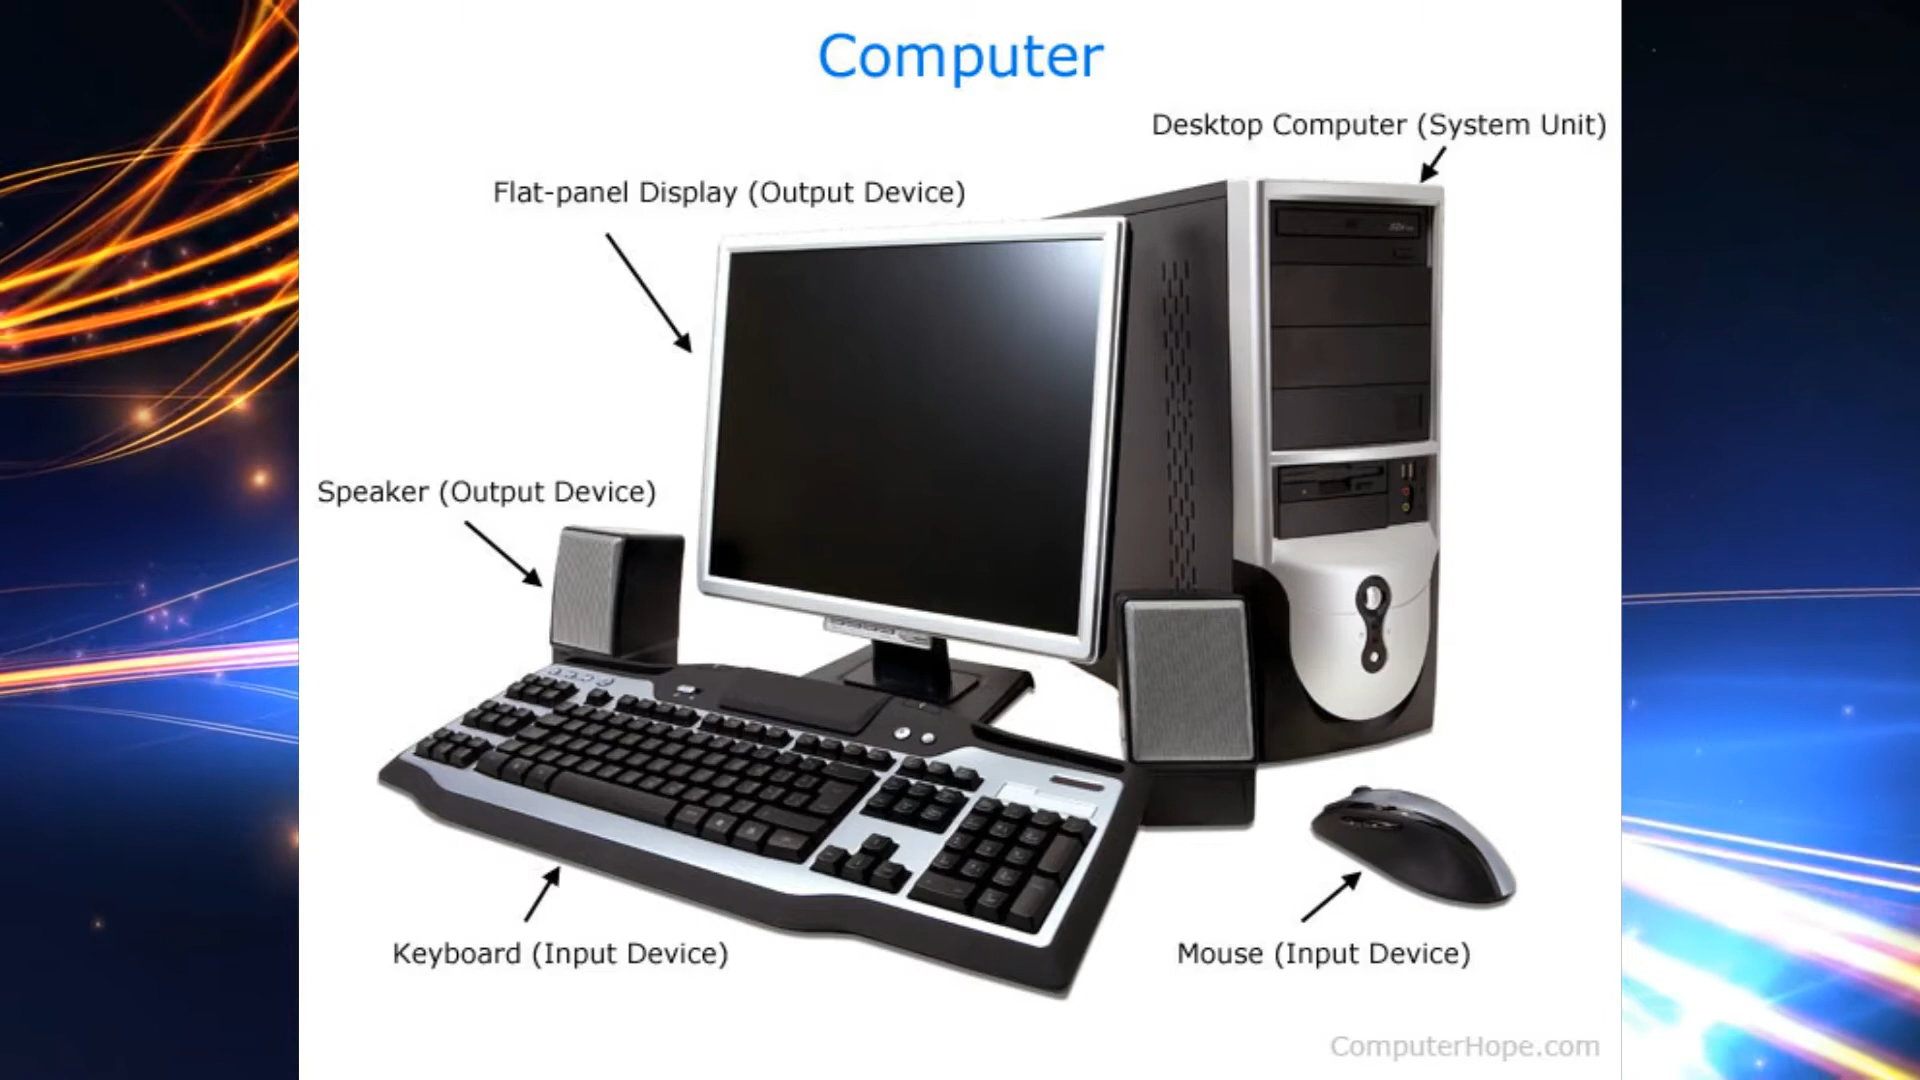 Computer
Desktop Computer (System Unit)
Flat-panel Display (Output Device)
Speaker (Output Device)
Keyboard (Input Device)
Mouse (Input Device)
ComputerHope.com